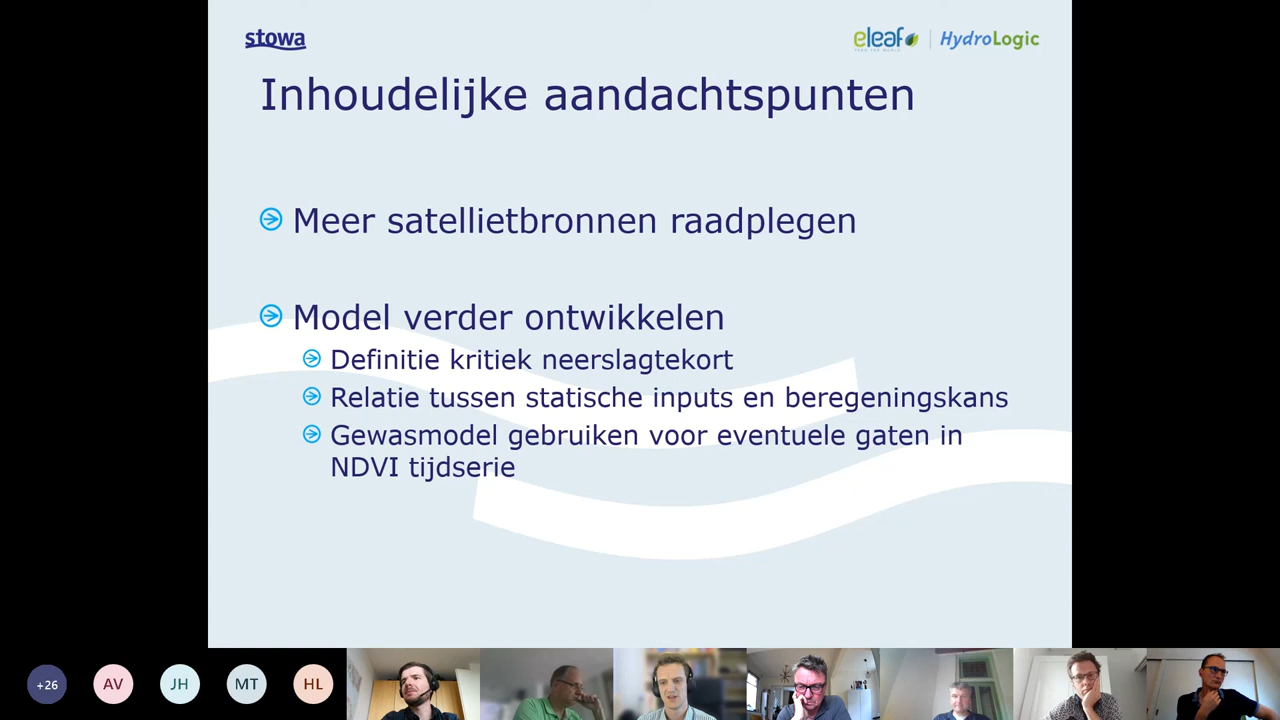 stowa
eleaf
HydroLogic
Inhoudelijke aandachtspunten
Meer satellietbronnen raadplegen
Model verder ontwikkelen
Definitie kritiek neerslagtekort
Relatie tussen statische inputs en beregeningskans
Gewasmodel gebruiken voor eventuele gaten in
NDVI tijdserie
+26
AV
JH
MT
HL